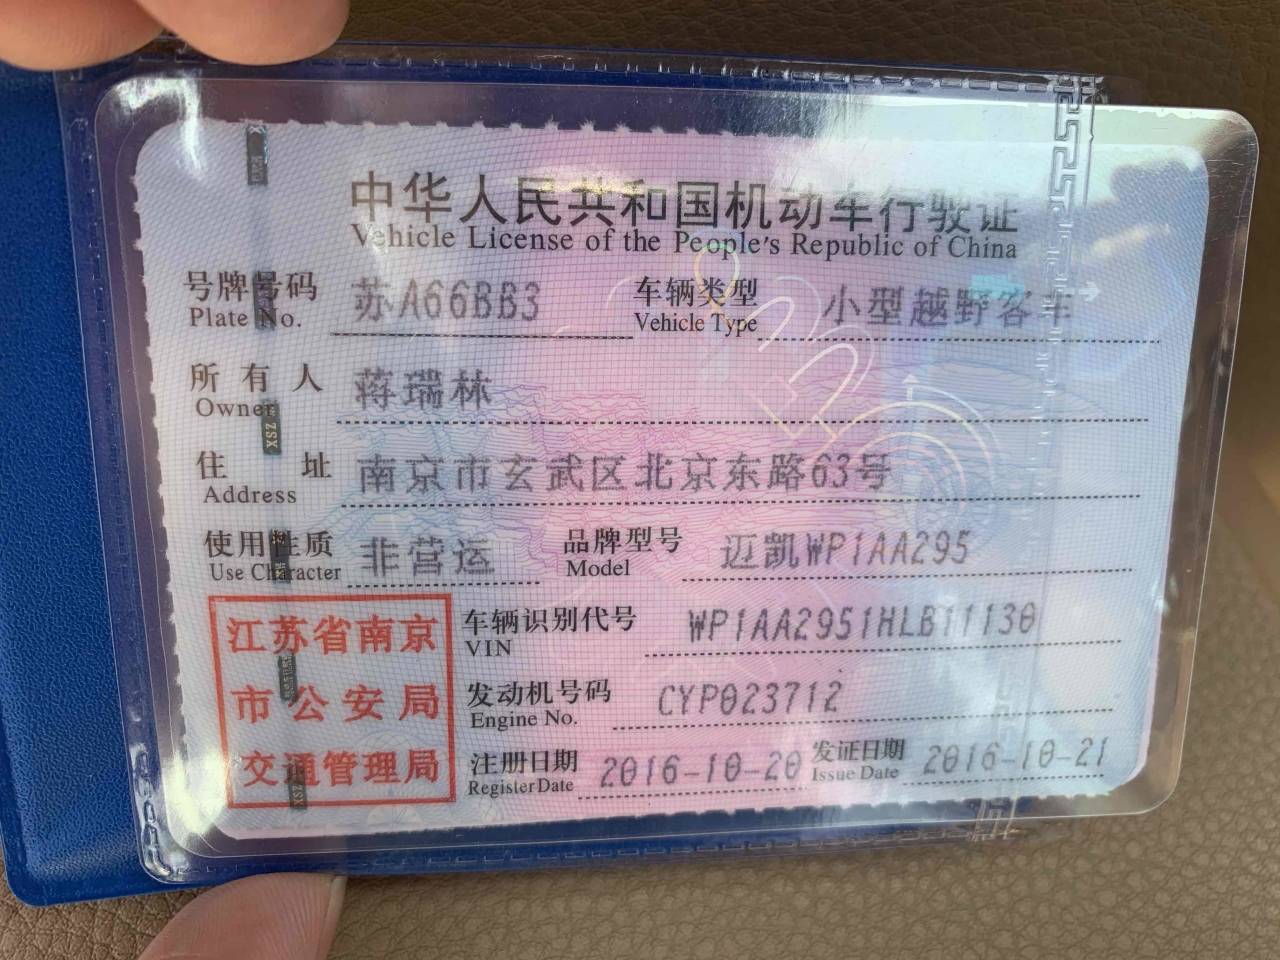 中华人民共和国机动车行驶证
Vehicle License of the People's Republic of China
号牌号码 苏A66BB3 车辆类型 小型越野客车
Plate No. Vehicle Type
所有人 蒋瑞林
Owner
住址 南京市玄武区北京东路63号
Address
使用性质 非营运 品牌型号 迈凯WP1AA295
Use Character Model
江苏省南京
市公安局
交通管理局
车辆识别代号 WP1AA2951HLB11130
VIN
发动机号码 CYP023712
Engine No.
注册日期 2016-10-20 发证日期 2016-10-21
Register Date Issue Date
XSZ
XSZ